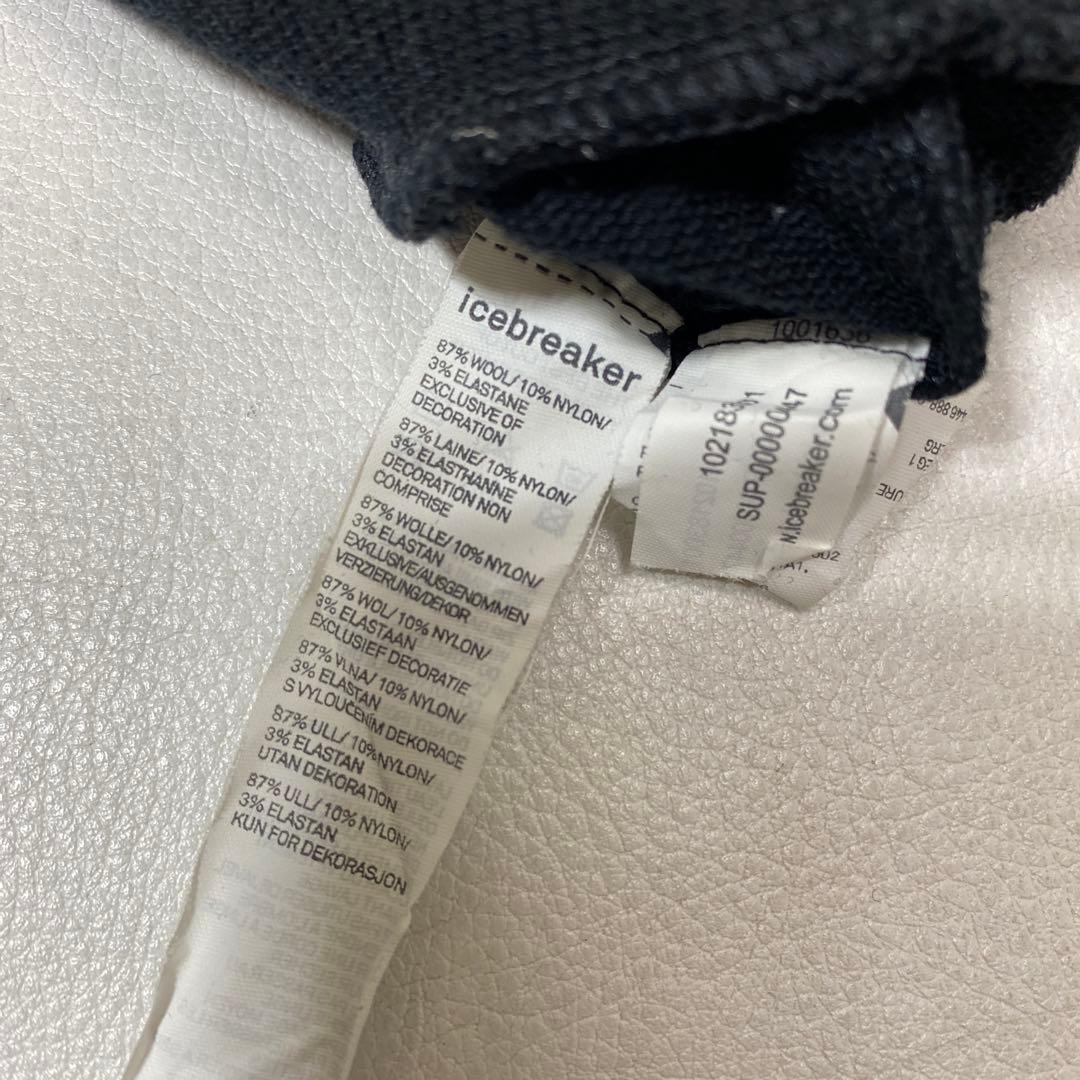 icebreaker
87% WOOL/ 10% NYLON/
3% ELASTANE
EXCLUSIVE OF
DECORATION
87% LAINE/ 10% NYLON/
3% ELASTHANNE
DECORATION NON
COMPRISE
87% WOLLE/ 10% NYLON/
3% ELASTAN
EXKLUSIVE/AUSGENOMMEN
VERZIERUNG/DEKOR
87% WOL/ 10% NYLON/
3% ELASTAAN
EXCLUSIEF DECORATIE
87% VLNA/ 10% NYLON/
3% ELASTAN
S VYLOUČENÍM DEKORACE
87% ULL/ 10% NYLON/
3% ELASTAN
UTAN DEKORATION
87% ULL/ 10% NYLON/
3% ELASTAN
KUN FOR DEKORASJON
1001638
SUP-0000047
w.icebreaker.com